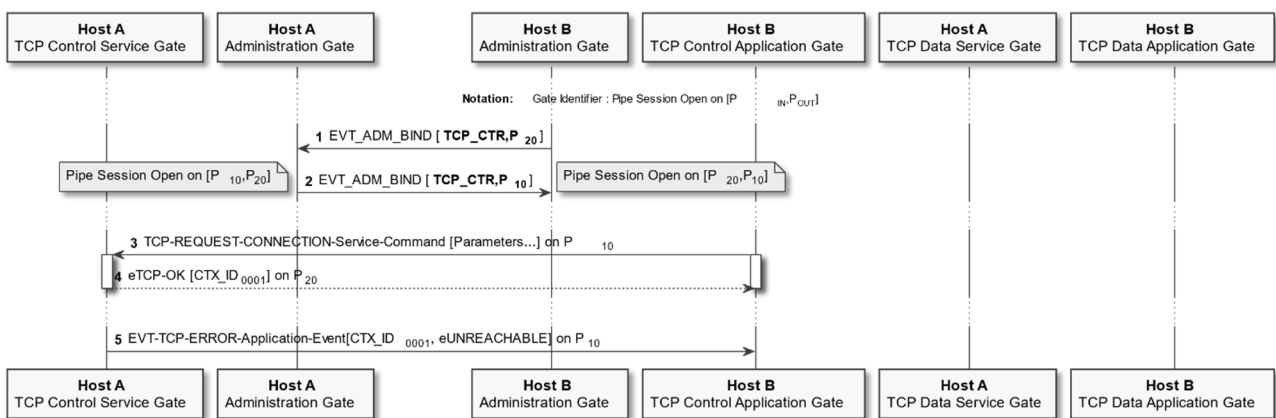 Host A
TCP Control Service Gate
Host A
Administration Gate
Host B
Administration Gate
Host B
TCP Control Application Gate
Host A
TCP Data Service Gate
Host B
TCP Data Application Gate
Notation: Gate Identifier : Pipe Session Open on [P IN,POUT]
1 EVT_ADM_BIND [ TCP_CTR,P 20]
Pipe Session Open on [P 10,P20]
2 EVT_ADM_BIND [ TCP_CTR,P 10]
Pipe Session Open on [P 20,P10]
3 TCP-REQUEST-CONNECTION-Service-Command [Parameters...] on P 10
4 eTCP-OK [CTX_ID 0001] on P 20
5 EVT-TCP-ERROR-Application-Event[CTX_ID 0001, eUNREACHABLE] on P 10
Host A
TCP Control Service Gate
Host A
Administration Gate
Host B
Administration Gate
Host B
TCP Control Application Gate
Host A
TCP Data Service Gate
Host B
TCP Data Application Gate